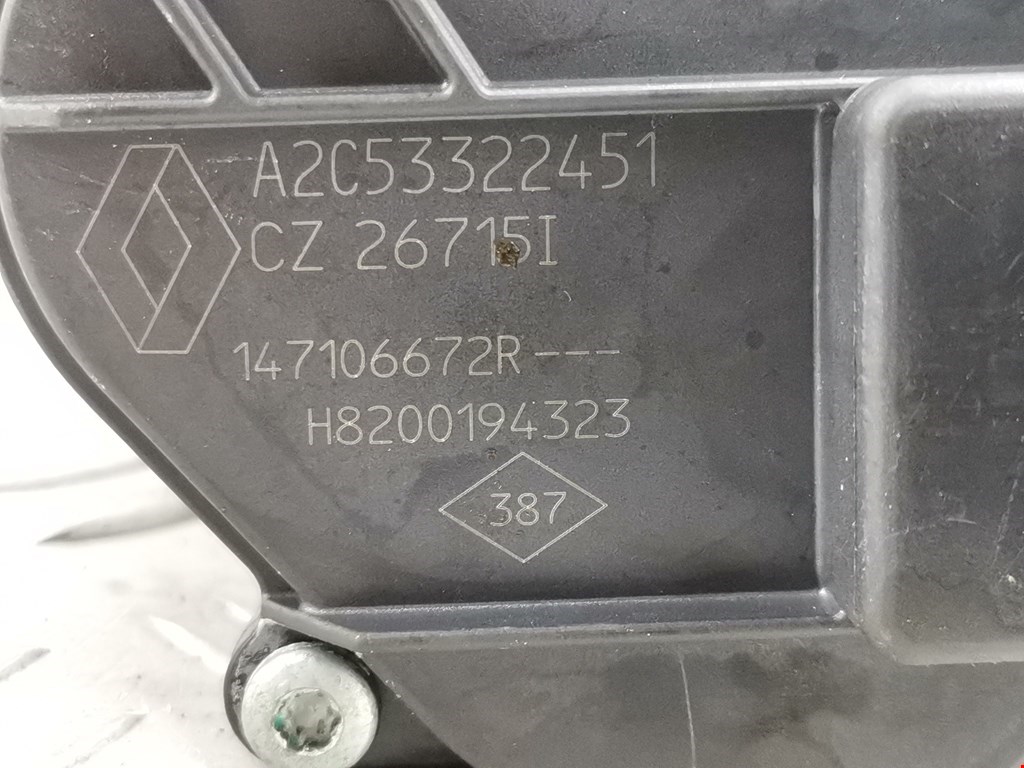 A2C53322451
CZ 26715I
147106672R---
H8200194323
387